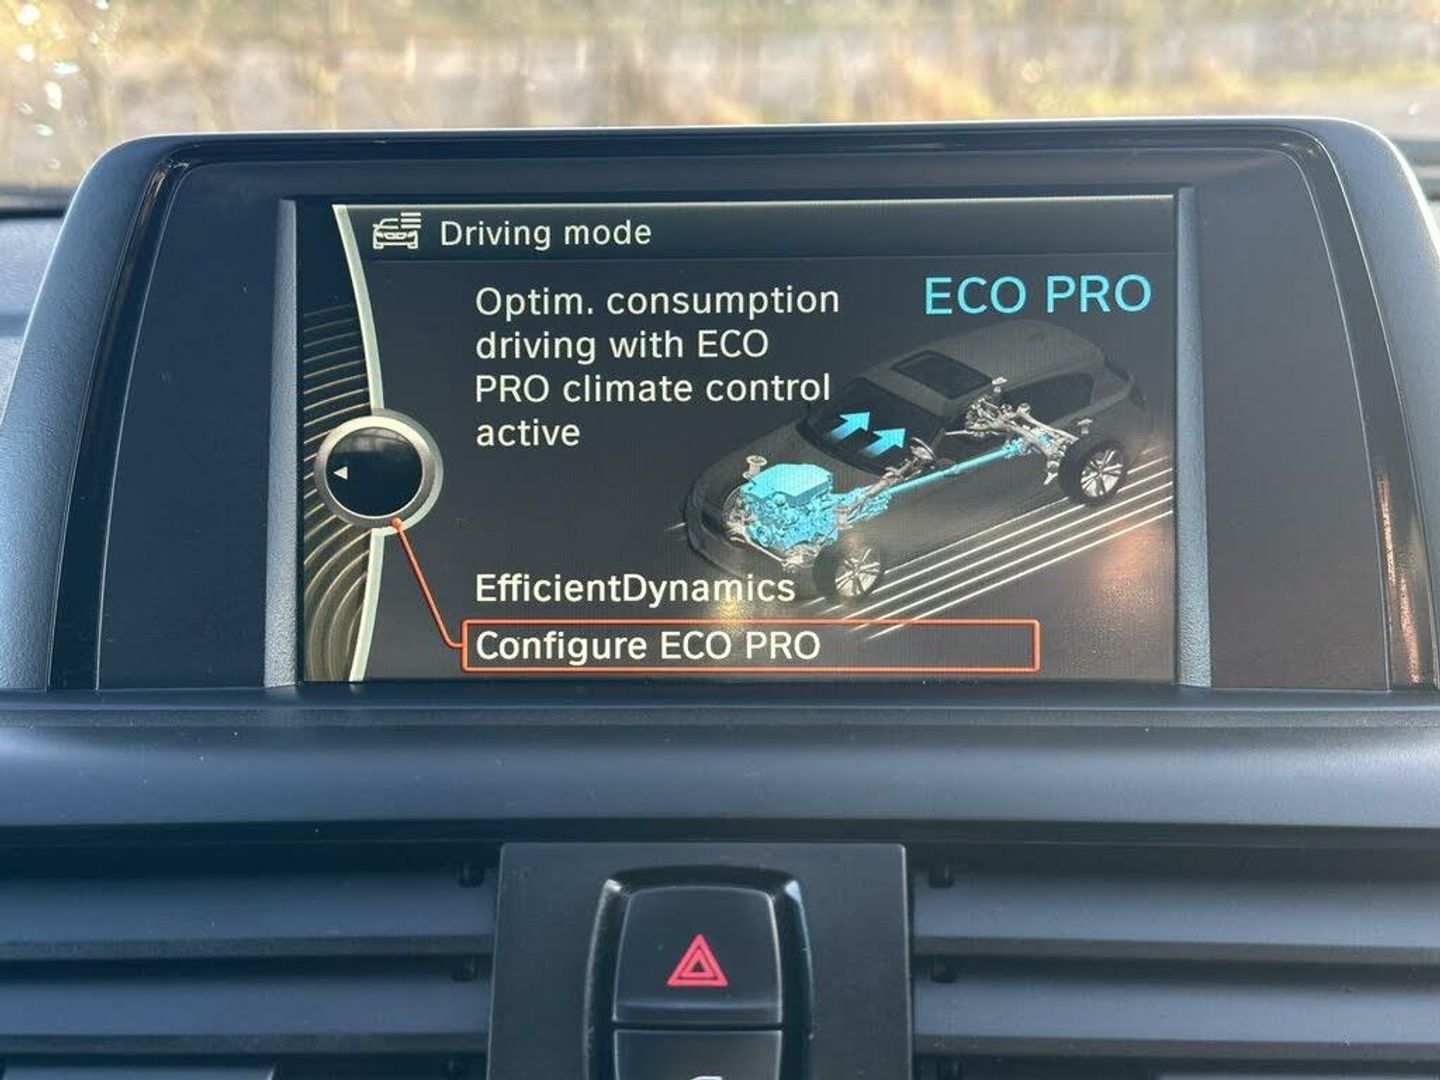 Driving mode
Optim. consumption
driving with ECO
PRO climate control
active
ECO PRO
EfficientDynamics
Configure ECO PRO